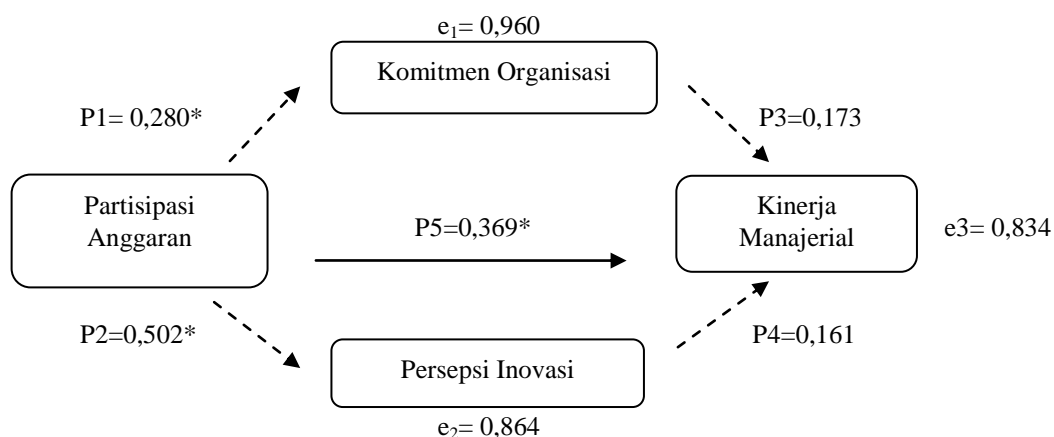 e₁= 0,960
Komitmen Organisasi
P1= 0,280*
P3=0,173
Partisipasi
Anggaran
P5=0,369*
Kinerja
Manajerial
e3= 0,834
P2=0,502*
P4=0,161
Persepsi Inovasi
e₂= 0,864